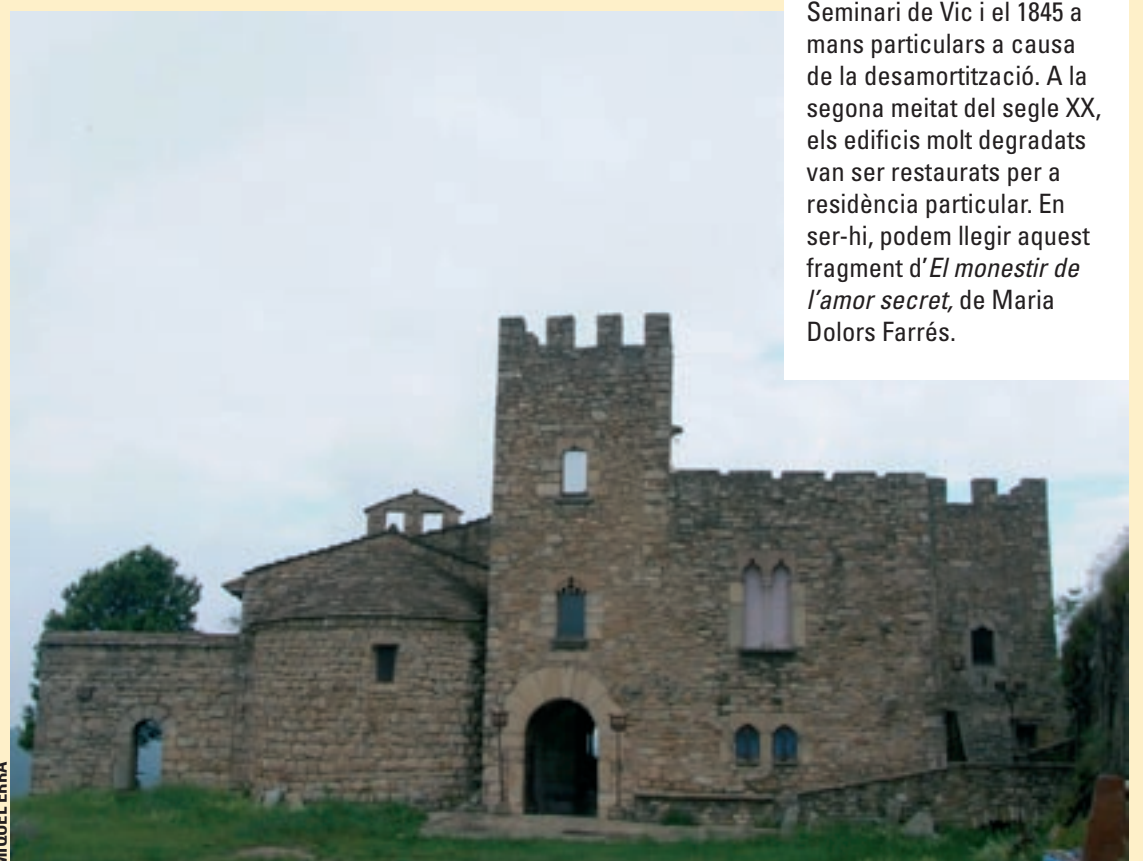 Seminari de Vic i el 1845 a
mans particulars a causa
de la desamortització. A la
segona meitat del segle XX,
els edificis molt degradats
van ser restaurats per a
residència particular. En
ser-hi, podem llegir aquest
fragment d’El monestir de
l’amor secret, de Maria
Dolors Farrés.
MIQUEL ERRA